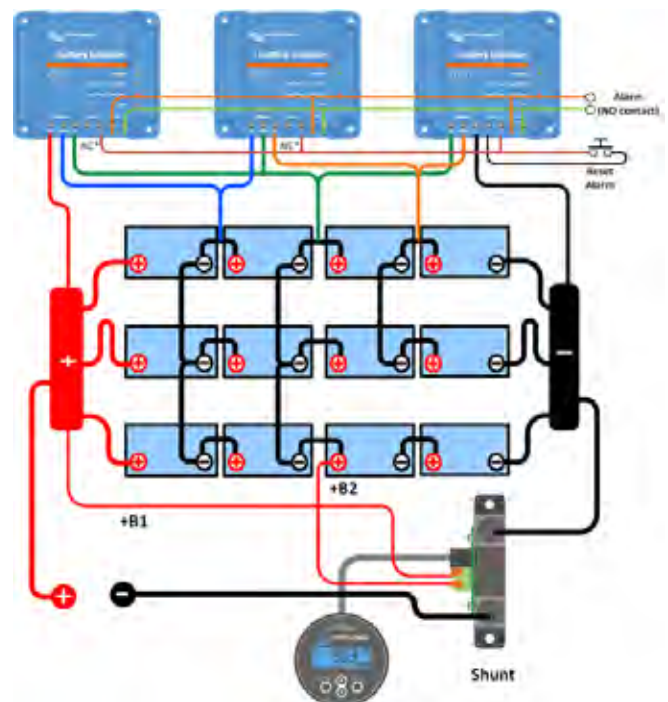 Battery Balancer
Battery Balancer
Battery Balancer
Alarm
(NO contact)
NC*
NC*
Reset
Alarm
+B2
+B1
Shunt